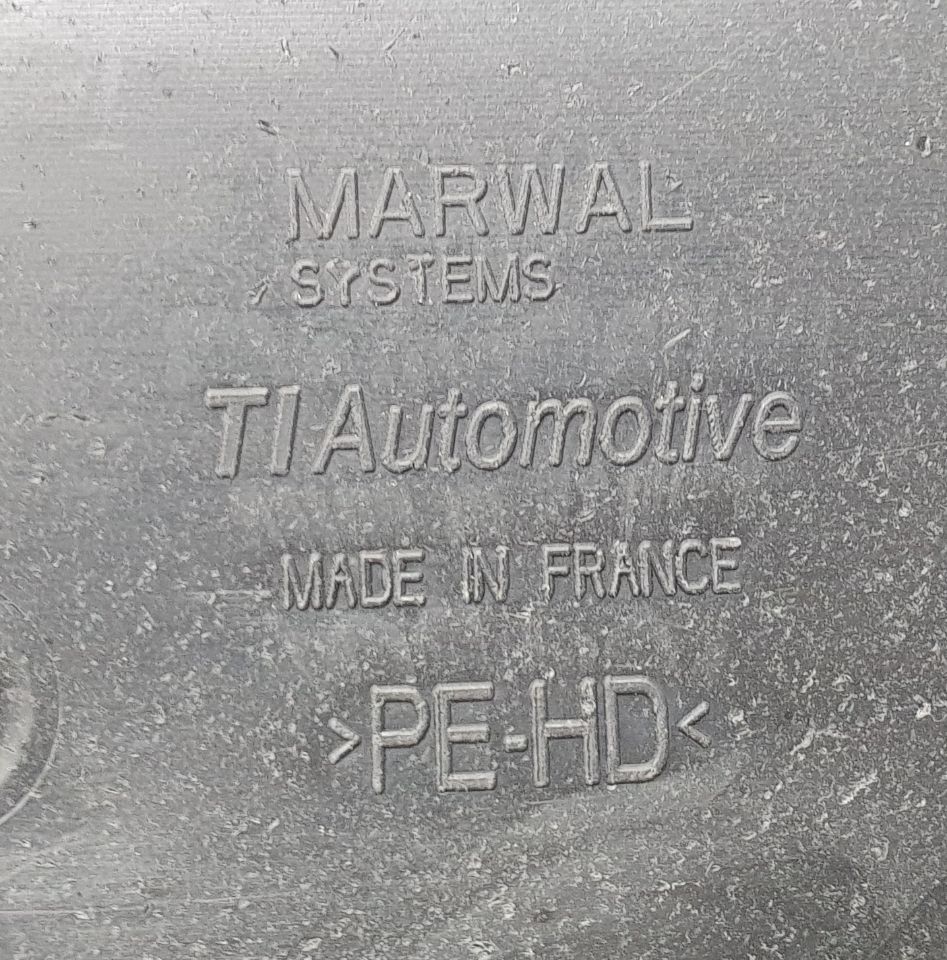 MARWAL
SYSTEMS
TI Automotive
MADE IN FRANCE
>PE-HD<